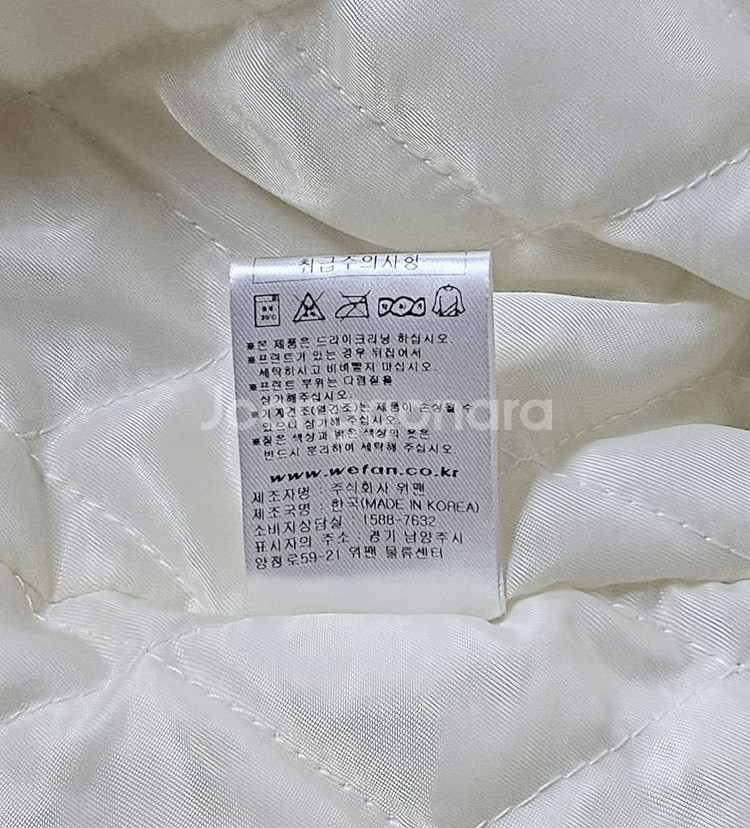 취급수의사항
※본 제품은 드라이크리닝 하십시오.
※프린트가 있는 경우 뒤집어서
세탁하시고 비벼빨지 마십시오.
※프린트 부위는 다림질을
삼가해주십시오.
※기계건조(열건조)는 제품이 손상될 수
있으니 삼가해 주십시오.
※짙은 색상과 밝은 색상의 옷은
반드시 분리하여 세탁해 주십시오.
www.wefan.co.kr
제조자명 : 주식회사 위팬
제조국명 : 한국(MADE IN KOREA)
소비자상담실 : 1588-7632
표시자의 주소 : 경기 남양주시
양정로59-21 위팬 물류센터